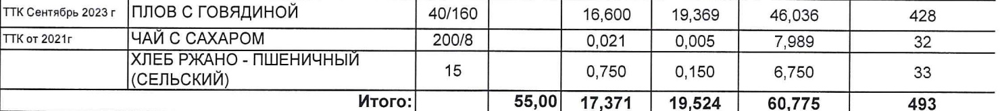 ТТК Сентябрь 2023 г ПЛОВ С ГОВЯДИНОЙ 40/160 16,600 19,369 46,036 428
ТТК от 2021г ЧАЙ С САХАРОМ 200/8 0,021 0,005 7,989 32
ХЛЕБ РЖАНО - ПШЕНИЧНЫЙ
(СЕЛЬСКИЙ) 15 0,750 0,150 6,750 33
Итого: 55,00 17,371 19,524 60,775 493